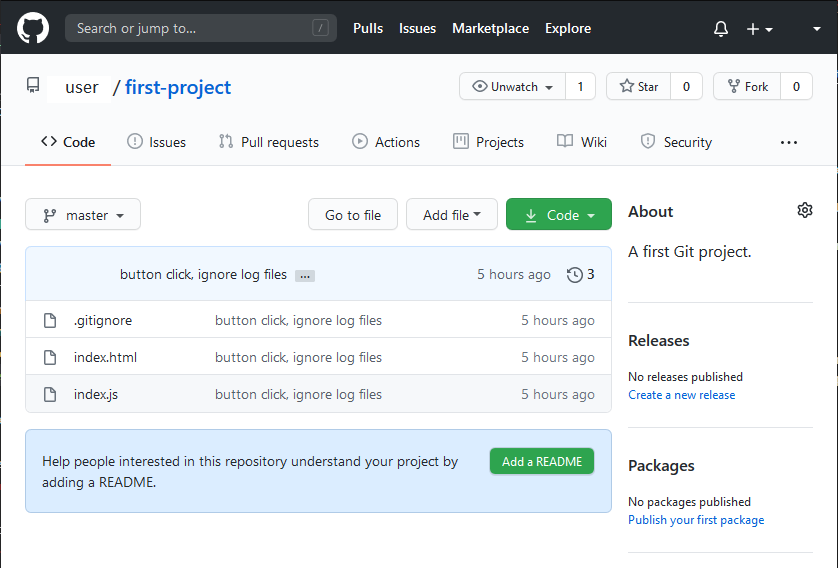 Search or jump to... / Pulls Issues Marketplace Explore
user / first-project Unwatch 1 Star 0 Fork 0
Code Issues Pull requests Actions Projects Wiki Security ...
master Go to file Add file Code
About
A first Git project.
button click, ignore log files ... 5 hours ago 3
.gitignore button click, ignore log files 5 hours ago
index.html button click, ignore log files 5 hours ago
index.js button click, ignore log files 5 hours ago
Help people interested in this repository understand your project by
adding a README.
Add a README
Releases
No releases published
Create a new release
Packages
No packages published
Publish your first package